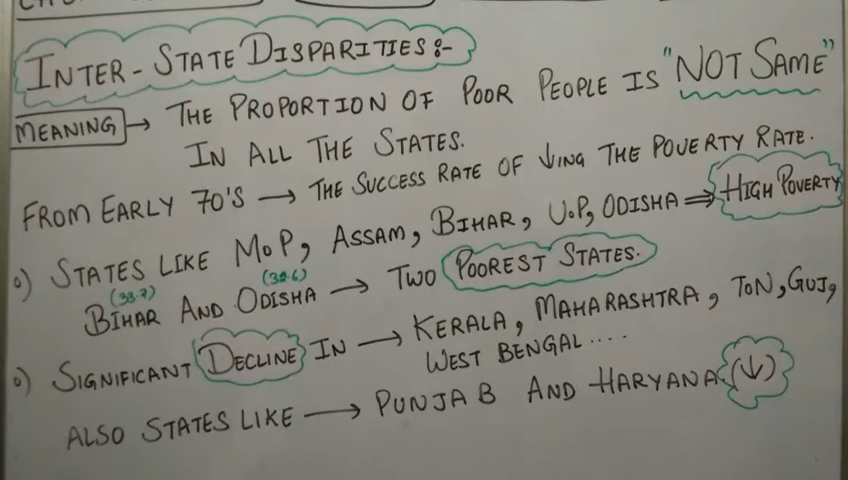 INTER-STATE DISPARITIES:-
MEANING → THE PROPORTION OF POOR PEOPLE IS "NOT SAME"
IN ALL THE STATES.
FROM EARLY 70'S → THE SUCCESS RATE OF ↓ING THE POVERTY RATE.
o) STATES LIKE M.P, ASSAM, BIHAR, U.P, ODISHA ⇒ HIGH POVERTY
(33.7) (32.6)
BIHAR AND ODISHA → TWO POOREST STATES.
o) SIGNIFICANT DECLINE IN → KERALA, MAHARASHTRA, T.N, GUJ,
WEST BENGAL ....
ALSO STATES LIKE → PUNJAB AND HARYANA. (↓)